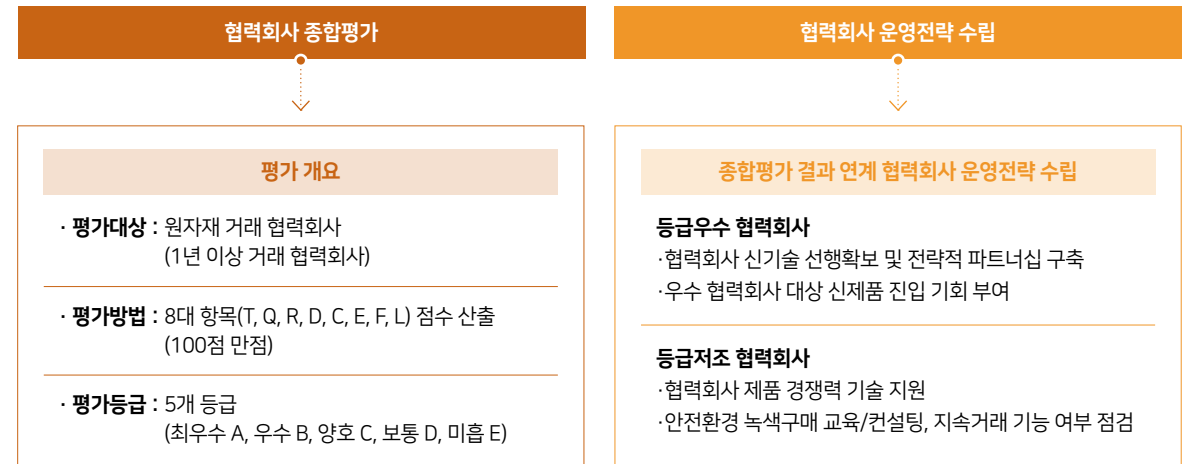 협력회사 종합평가
평가 개요
· 평가대상 : 원자재 거래 협력회사
(1년 이상 거래 협력회사)
· 평가방법 : 8대 항목(T, Q, R, D, C, E, F, L) 점수 산출
(100점 만점)
· 평가등급 : 5개 등급
(최우수 A, 우수 B, 양호 C, 보통 D, 미흡 E)
협력회사 운영전략 수립
종합평가 결과 연계 협력회사 운영전략 수립
등급우수 협력회사
·협력회사 신기술 선행확보 및 전략적 파트너십 구축
·우수 협력회사 대상 신제품 진입 기회 부여
등급저조 협력회사
·협력회사 제품 경쟁력 기술 지원
·안전환경 녹색구매 교육/컨설팅, 지속거래 기능 여부 점검